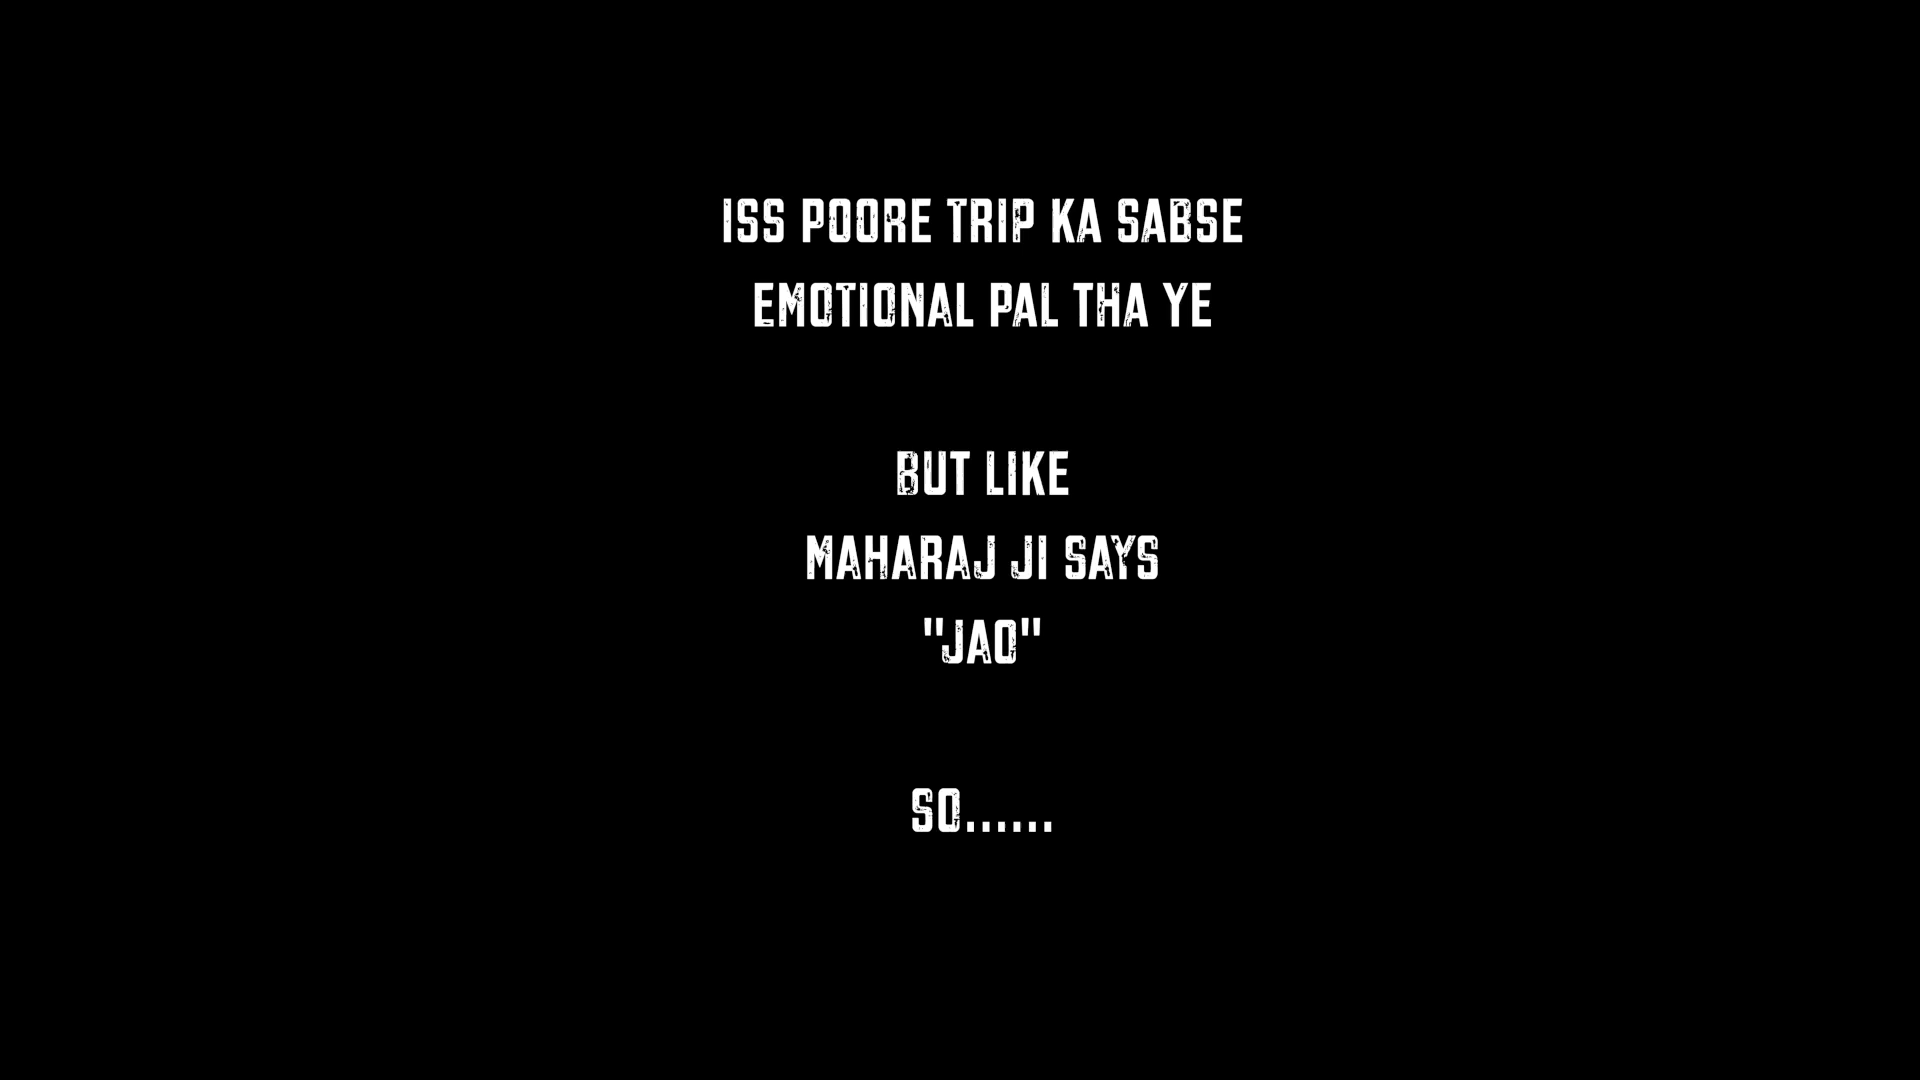 ISS POORE TRIP KA SABSE
EMOTIONAL PAL THA YE
BUT LIKE
MAHARAJ JI SAYS
"JAO"
SO......